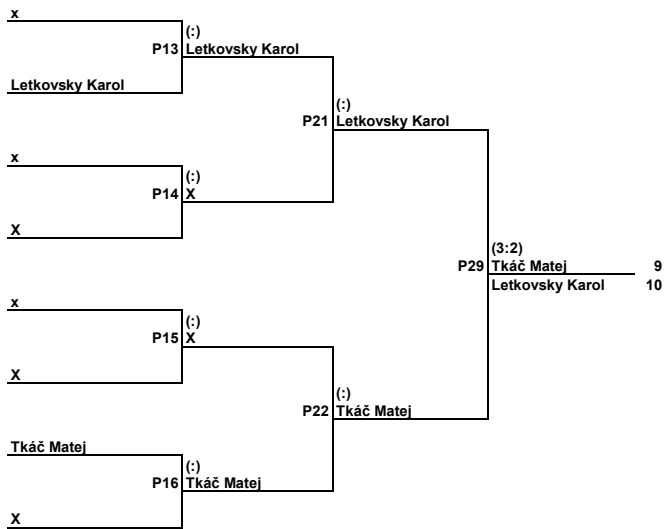 x
(:)
P13 Letkovsky Karol
Letkovsky Karol
(:)
P21 Letkovsky Karol
x
(:)
P14 X
X
(3:2)
P29 Tkáč Matej 9
Letkovsky Karol 10
x
(:)
P15 X
X
(:)
P22 Tkáč Matej
Tkáč Matej
(:)
P16 Tkáč Matej
X